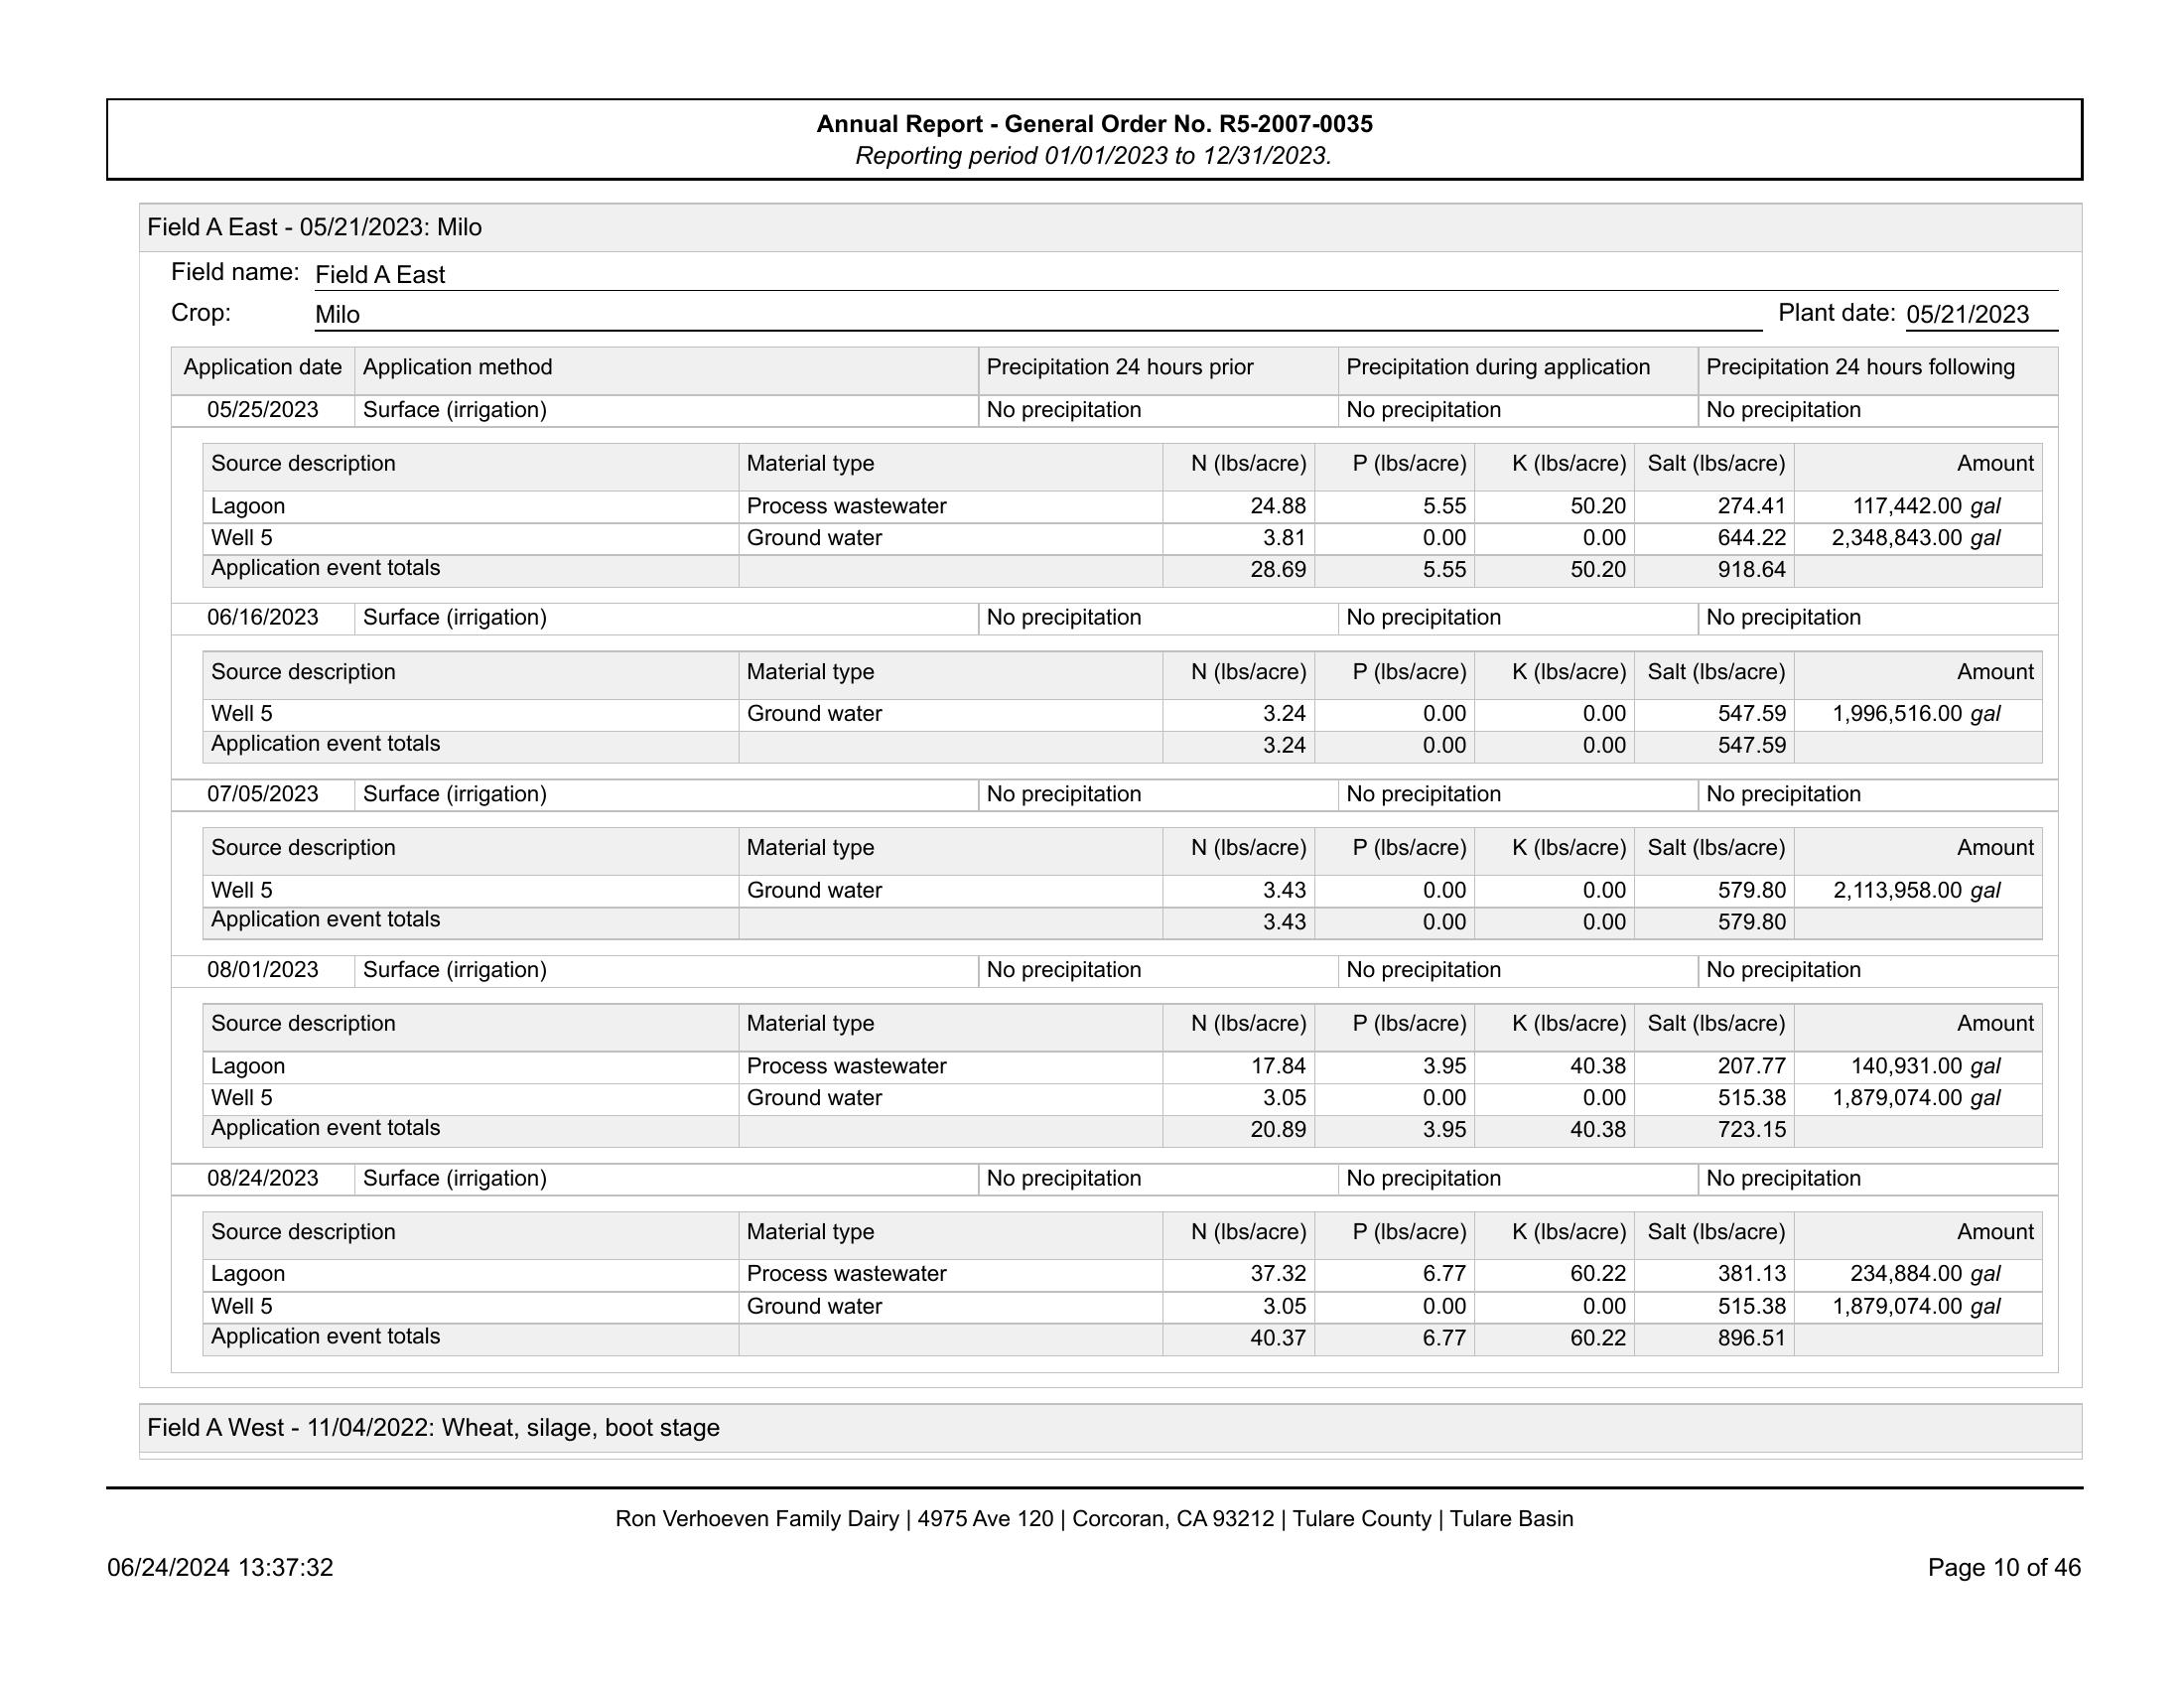 Annual Report - General Order No. R5-2007-0035
Reporting period 01/01/2023 to 12/31/2023.
Field A East - 05/21/2023: Milo
Field name: Field A East
Crop: Milo Plant date: 05/21/2023
Application date Application method Precipitation 24 hours prior Precipitation during application Precipitation 24 hours following
05/25/2023 Surface (irrigation) No precipitation No precipitation No precipitation
Source description Material type N (lbs/acre) P (lbs/acre) K (lbs/acre) Salt (lbs/acre) Amount
Lagoon Process wastewater 24.88 5.55 50.20 274.41 117,442.00 gal
Well 5 Ground water 3.81 0.00 0.00 644.22 2,348,843.00 gal
Application event totals 28.69 5.55 50.20 918.64
06/16/2023 Surface (irrigation) No precipitation No precipitation No precipitation
Source description Material type N (lbs/acre) P (lbs/acre) K (lbs/acre) Salt (lbs/acre) Amount
Well 5 Ground water 3.24 0.00 0.00 547.59 1,996,516.00 gal
Application event totals 3.24 0.00 0.00 547.59
07/05/2023 Surface (irrigation) No precipitation No precipitation No precipitation
Source description Material type N (lbs/acre) P (lbs/acre) K (lbs/acre) Salt (lbs/acre) Amount
Well 5 Ground water 3.43 0.00 0.00 579.80 2,113,958.00 gal
Application event totals 3.43 0.00 0.00 579.80
08/01/2023 Surface (irrigation) No precipitation No precipitation No precipitation
Source description Material type N (lbs/acre) P (lbs/acre) K (lbs/acre) Salt (lbs/acre) Amount
Lagoon Process wastewater 17.84 3.95 40.38 207.77 140,931.00 gal
Well 5 Ground water 3.05 0.00 0.00 515.38 1,879,074.00 gal
Application event totals 20.89 3.95 40.38 723.15
08/24/2023 Surface (irrigation) No precipitation No precipitation No precipitation
Source description Material type N (lbs/acre) P (lbs/acre) K (lbs/acre) Salt (lbs/acre) Amount
Lagoon Process wastewater 37.32 6.77 60.22 381.13 234,884.00 gal
Well 5 Ground water 3.05 0.00 0.00 515.38 1,879,074.00 gal
Application event totals 40.37 6.77 60.22 896.51
Field A West - 11/04/2022: Wheat, silage, boot stage
Ron Verhoeven Family Dairy | 4975 Ave 120 | Corcoran, CA 93212 | Tulare County | Tulare Basin
06/24/2024 13:37:32 Page 10 of 46